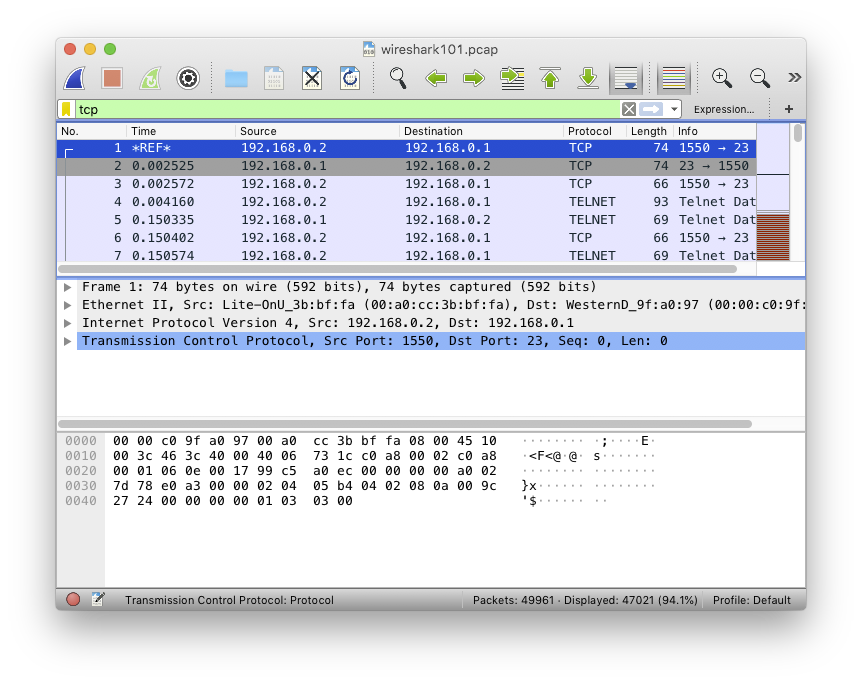 wireshark101.pcap
tcp
Expression...
+
No. Time Source Destination Protocol Length Info
1 *REF* 192.168.0.2 192.168.0.1 TCP 74 1550 → 23
2 0.002525 192.168.0.1 192.168.0.2 TCP 74 23 → 1550
3 0.002572 192.168.0.2 192.168.0.1 TCP 66 1550 → 23
4 0.004160 192.168.0.2 192.168.0.1 TELNET 93 Telnet Dat
5 0.150335 192.168.0.1 192.168.0.2 TELNET 69 Telnet Dat
6 0.150402 192.168.0.2 192.168.0.1 TCP 66 1550 → 23
7 0.150574 192.168.0.2 192.168.0.1 TELNET 69 Telnet Dat
Frame 1: 74 bytes on wire (592 bits), 74 bytes captured (592 bits)
Ethernet II, Src: Lite-OnU_3b:bf:fa (00:a0:cc:3b:bf:fa), Dst: WesternD_9f:a0:97 (00:00:c0:9f:
Internet Protocol Version 4, Src: 192.168.0.2, Dst: 192.168.0.1
Transmission Control Protocol, Src Port: 1550, Dst Port: 23, Seq: 0, Len: 0
0000 00 00 c0 9f a0 97 00 a0 cc 3b bf fa 08 00 45 10 ········ ·;····E·
0010 00 3c 46 3c 40 00 40 06 73 1c c0 a8 00 02 c0 a8 ·<F<@·@· s·······
0020 00 01 06 0e 00 17 99 c5 a0 ec 00 00 00 00 a0 02 ········ ········
0030 7d 78 e0 a3 00 00 02 04 05 b4 04 02 08 0a 00 9c }x······ ········
0040 27 24 00 00 00 00 01 03 03 00 '$······ ··
Transmission Control Protocol: Protocol
Packets: 49961 · Displayed: 47021 (94.1%)
Profile: Default